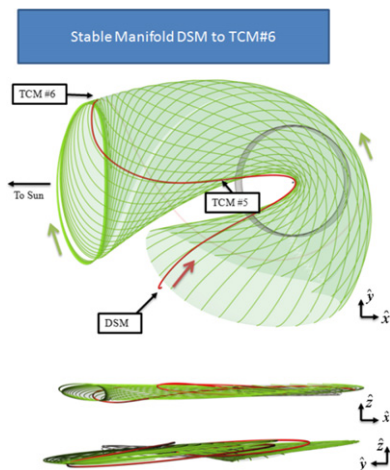 Stable Manifold DSM to TCM#6
TCM #6
To Sun
TCM #5
DSM
ŷ
x̂
ẑ
x̂
ŷ
ẑ